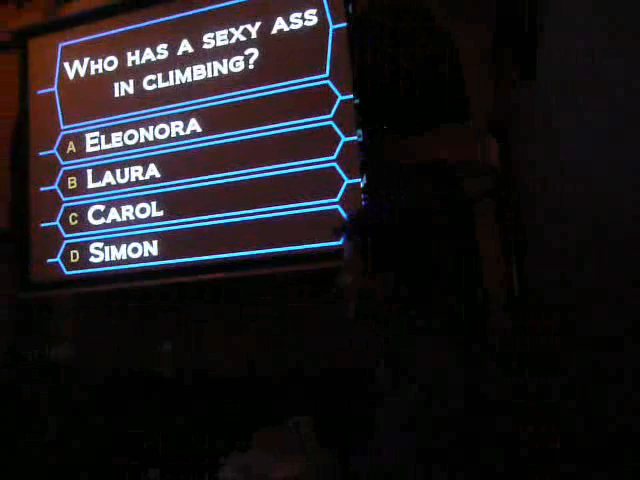 WHO HAS A SEXY ASS
IN CLIMBING?
A ELEONORA
B LAURA
C CAROL
D SIMON